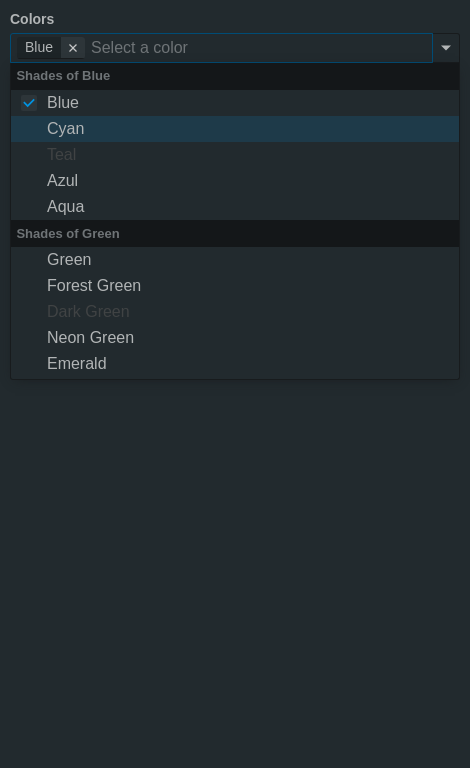 Colors
Blue Select a color
Shades of Blue
Blue
Cyan
Teal
Azul
Aqua
Shades of Green
Green
Forest Green
Dark Green
Neon Green
Emerald